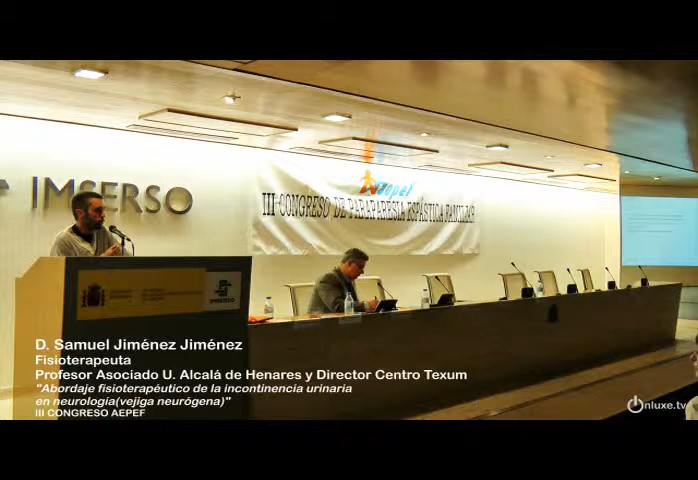 IMSERSO
aepef
III CONGRESO DE PARAPARESIA ESPÁSTICA FAMILIAR
IMSERSO
D. Samuel Jiménez Jiménez
Fisioterapeuta
Profesor Asociado U. Alcalá de Henares y Director Centro Texum
"Abordaje fisioterapéutico de la incontinencia urinaria
en neurología(vejiga neurógena)"
III CONGRESO AEPEF
Onluxe.tv